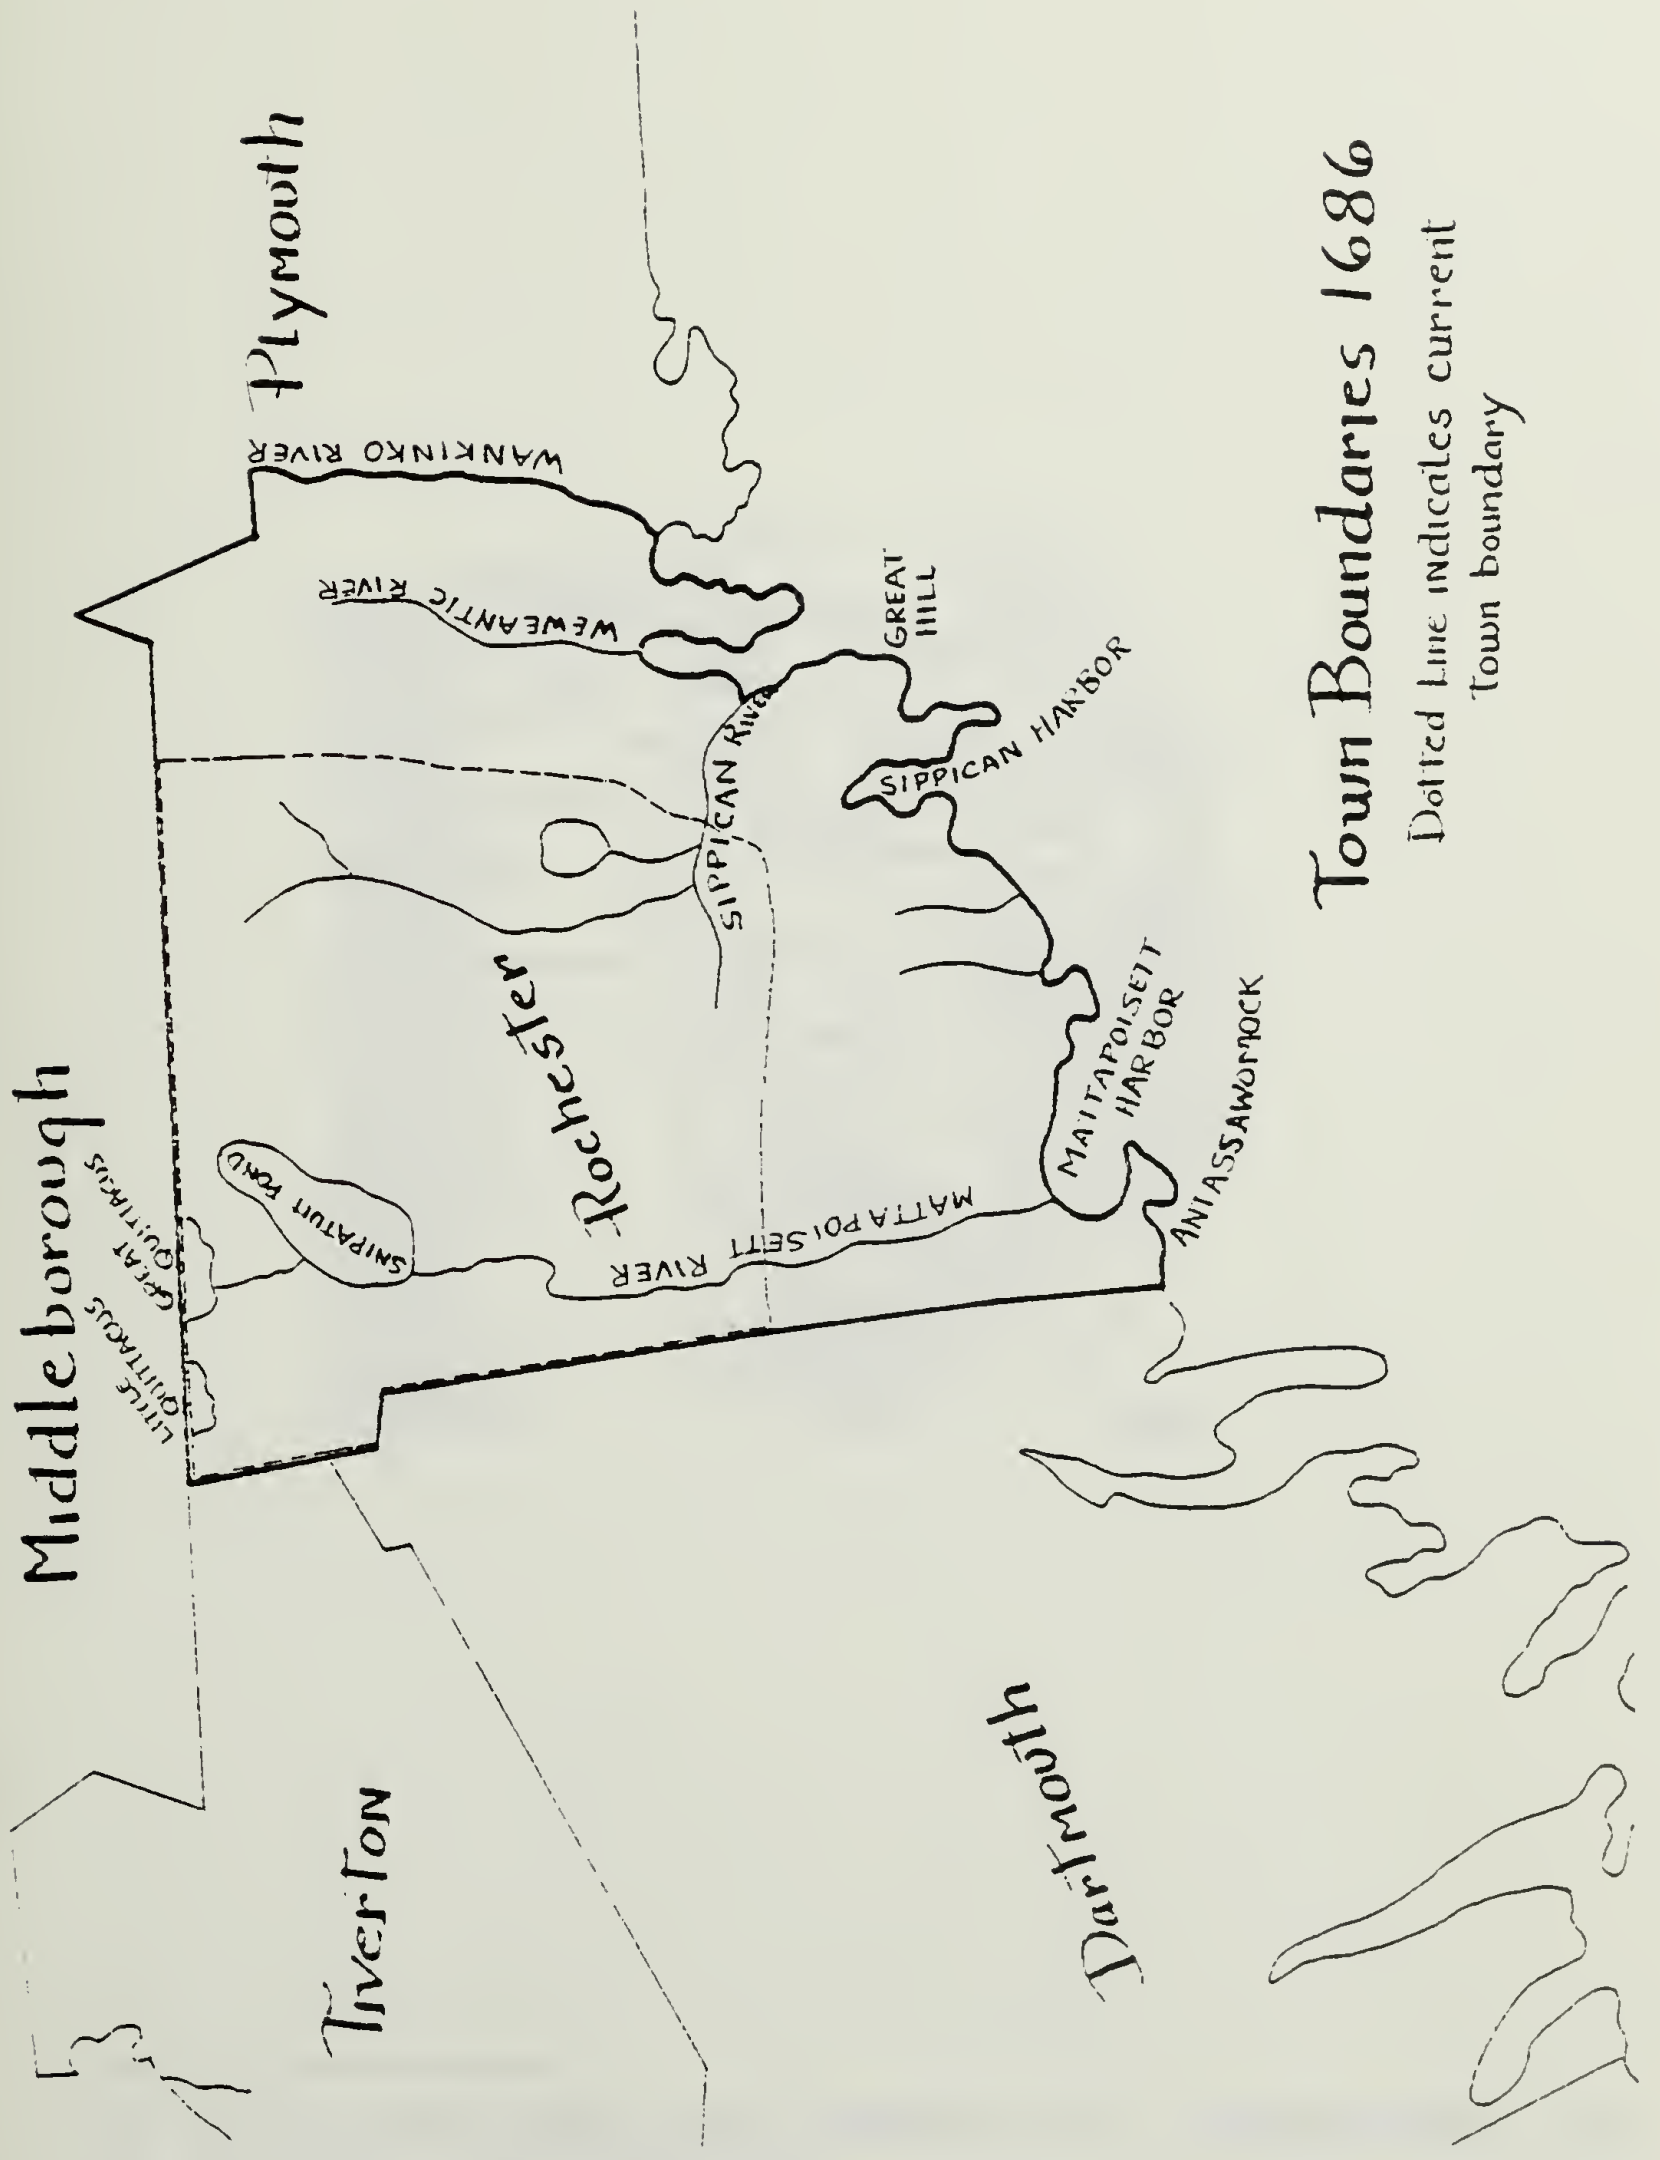 Middleborough
Plymouth
LITTLE
QUITTACUS
GREAT
QUITTACUS
SNIPATUIT POND
WANKINKO RIVER
WEWEANTIC RIVER
Rochester
SIPPICAN RIVER
MATTAPOISETT RIVER
GREAT
HILL
SIPPICAN HARBOR
MATTAPOISETT
HARBOR
ANIASSAWOMOCK
Tiverton
Dartmouth
Town Boundaries 1686
Dotted Line indicates current
Town boundary